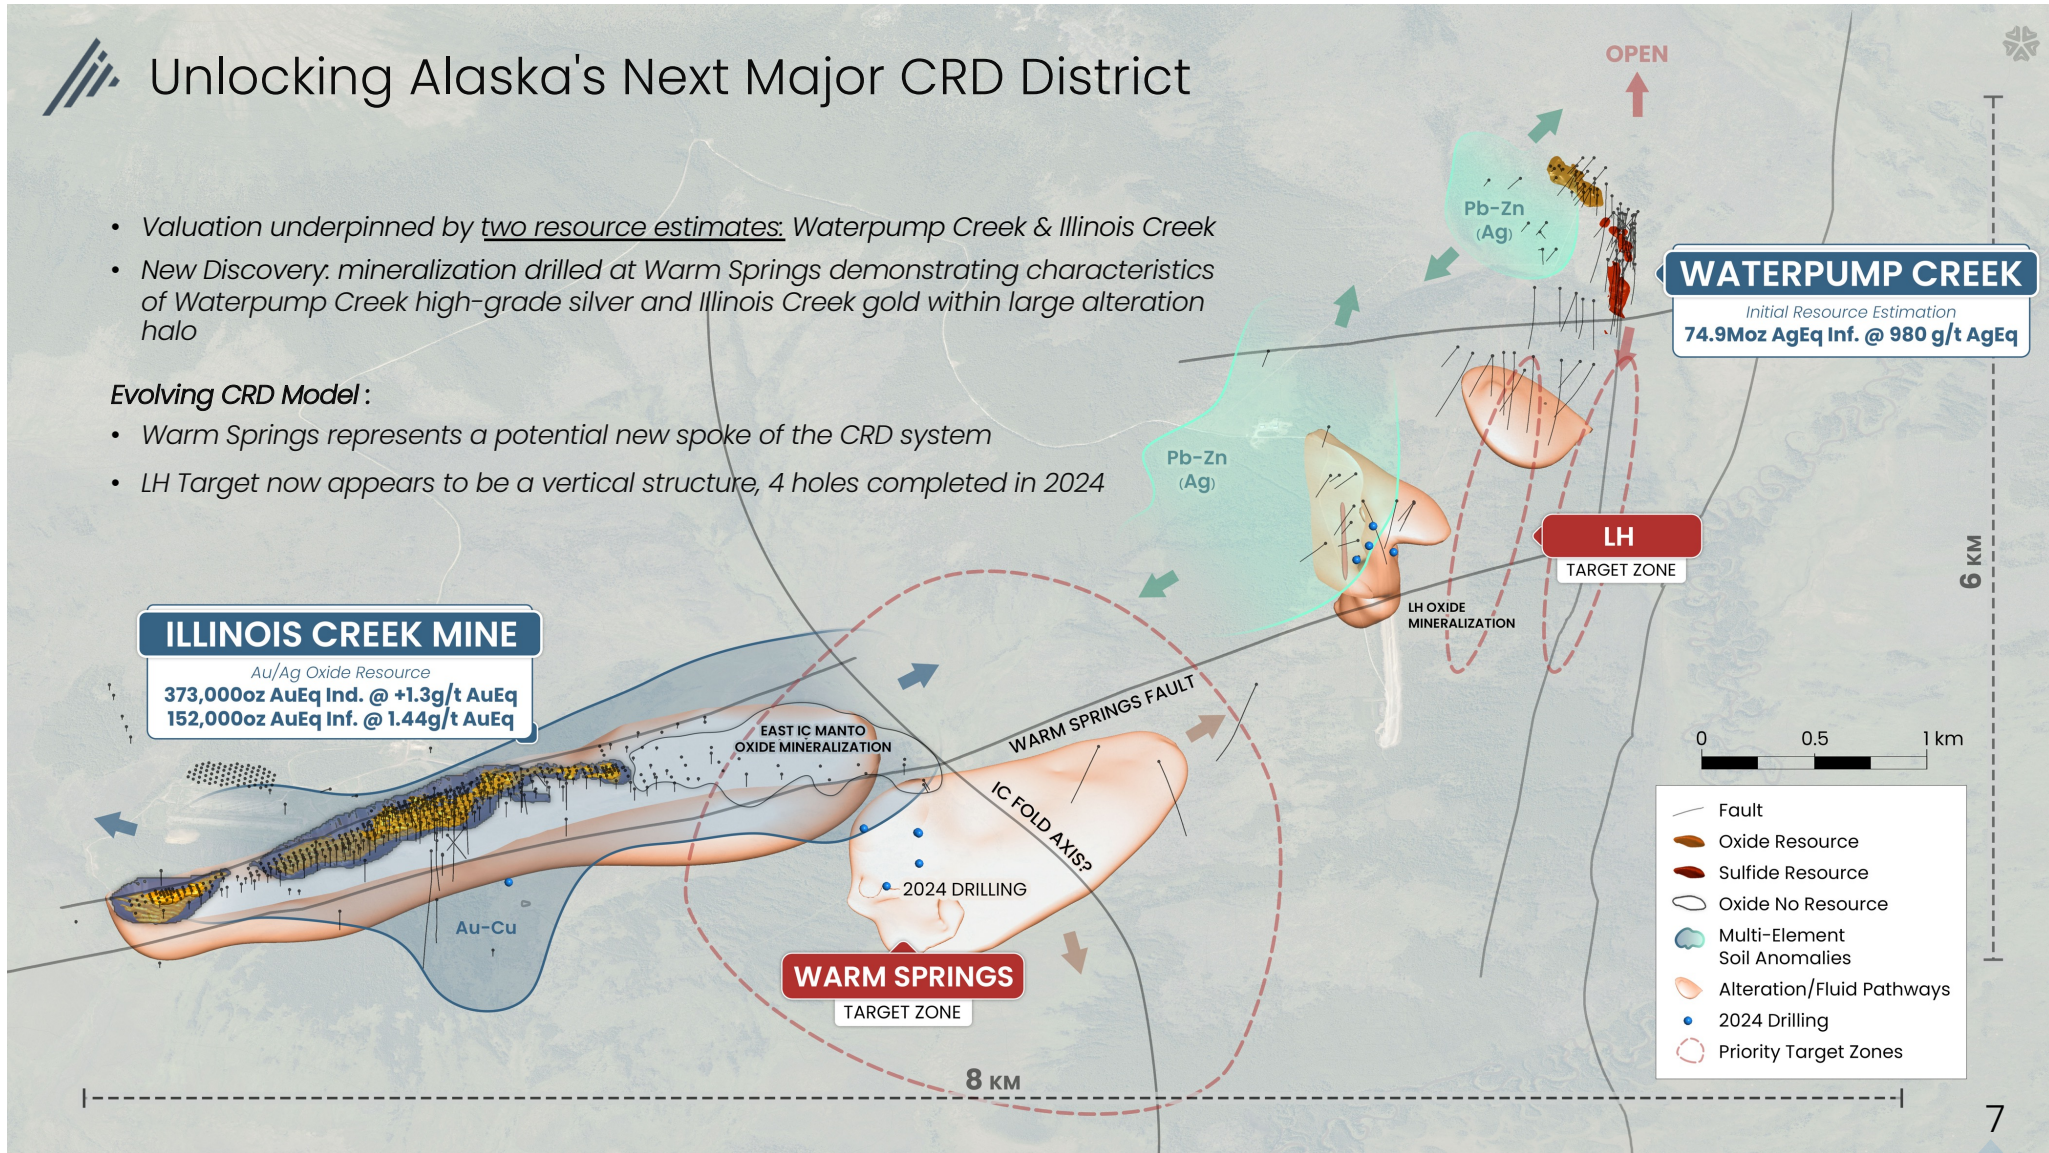 Unlocking Alaska's Next Major CRD District
• Valuation underpinned by two resource estimates: Waterpump Creek & Illinois Creek
• New Discovery: mineralization drilled at Warm Springs demonstrating characteristics
of Waterpump Creek high-grade silver and Illinois Creek gold within large alteration
halo
Evolving CRD Model :
• Warm Springs represents a potential new spoke of the CRD system
• LH Target now appears to be a vertical structure, 4 holes completed in 2024
OPEN
Pb-Zn
(Ag)
WATERPUMP CREEK
Initial Resource Estimation
74.9Moz AgEq Inf. @ 980 g/t AgEq
Pb-Zn
(Ag)
LH
TARGET ZONE
LH OXIDE
MINERALIZATION
6 KM
ILLINOIS CREEK MINE
Au/Ag Oxide Resource
373,000oz AuEq Ind. @ +1.3g/t AuEq
152,000oz AuEq Inf. @ 1.44g/t AuEq
EAST IC MANTO
OXIDE MINERALIZATION
WARM SPRINGS FAULT
IC FOLD AXIS?
2024 DRILLING
Au-Cu
WARM SPRINGS
TARGET ZONE
8 KM
0 0.5 1 km
Fault
Oxide Resource
Sulfide Resource
Oxide No Resource
Multi-Element
Soil Anomalies
Alteration/Fluid Pathways
2024 Drilling
Priority Target Zones
7